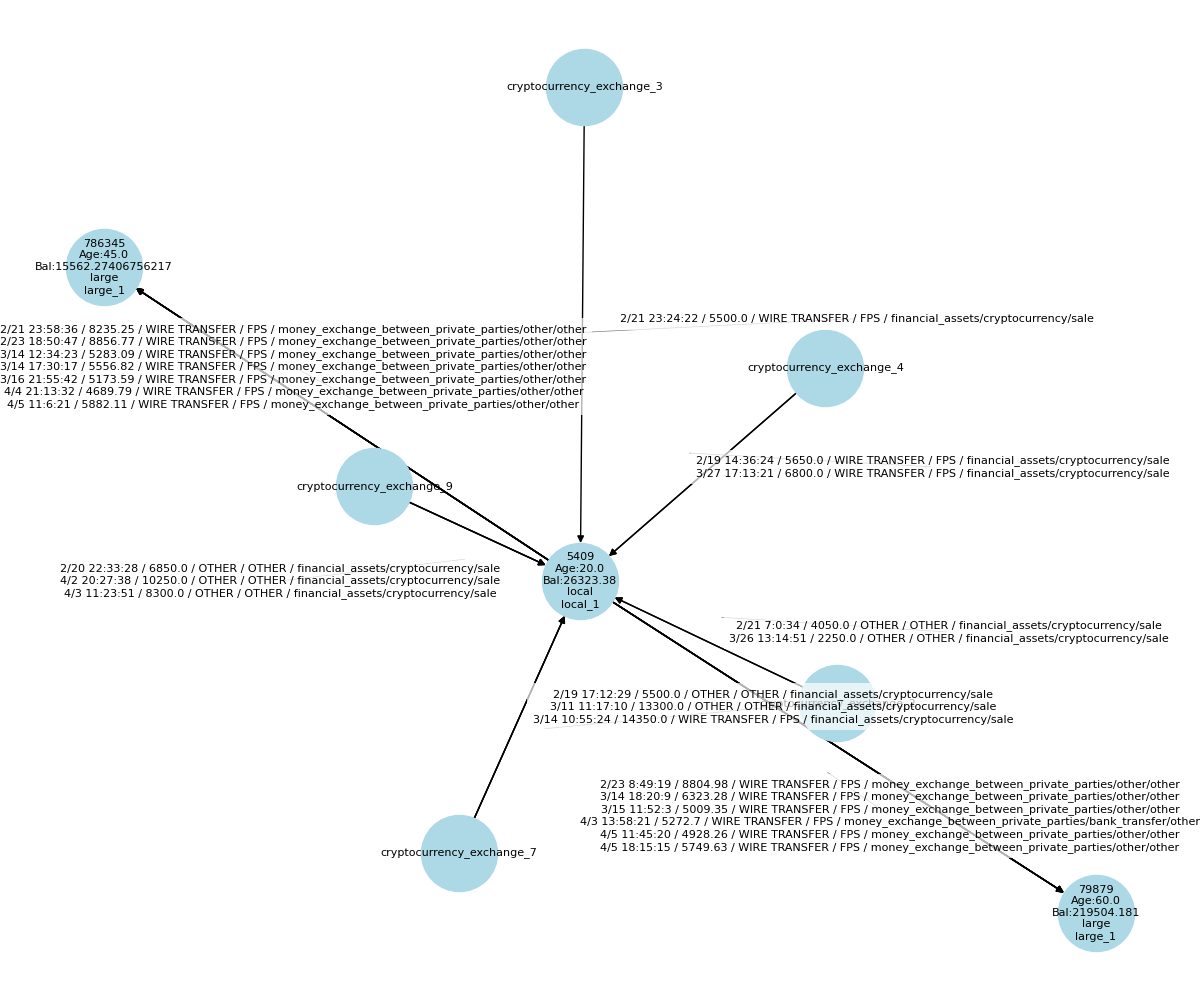 cryptocurrency_exchange_3
786345
Age:45.0
Bal:15562.27406756217
large
large_1
2/21 23:24:22 / 5500.0 / WIRE TRANSFER / FPS / financial_assets/cryptocurrency/sale
2/21 23:58:36 / 8235.25 / WIRE TRANSFER / FPS / money_exchange_between_private_parties/other/other
2/23 18:50:47 / 8856.77 / WIRE TRANSFER / FPS / money_exchange_between_private_parties/other/other
3/14 12:34:23 / 5283.09 / WIRE TRANSFER / FPS / money_exchange_between_private_parties/other/other
3/14 17:30:17 / 5556.82 / WIRE TRANSFER / FPS / money_exchange_between_private_parties/other/other
3/16 21:55:42 / 5173.59 / WIRE TRANSFER / FPS / money_exchange_between_private_parties/other/other
4/4 21:13:32 / 4689.79 / WIRE TRANSFER / FPS / money_exchange_between_private_parties/other/other
4/5 11:6:21 / 5882.11 / WIRE TRANSFER / FPS / money_exchange_between_private_parties/other/other
cryptocurrency_exchange_4
2/19 14:36:24 / 5650.0 / WIRE TRANSFER / FPS / financial_assets/cryptocurrency/sale
3/27 17:13:21 / 6800.0 / WIRE TRANSFER / FPS / financial_assets/cryptocurrency/sale
cryptocurrency_exchange_9
2/20 22:33:28 / 6850.0 / OTHER / OTHER / financial_assets/cryptocurrency/sale
4/2 20:27:38 / 10250.0 / OTHER / OTHER / financial_assets/cryptocurrency/sale
4/3 11:23:51 / 8300.0 / OTHER / OTHER / financial_assets/cryptocurrency/sale
5409
Age:20.0
Bal:26323.38
local
local_1
2/21 7:0:34 / 4050.0 / OTHER / OTHER / financial_assets/cryptocurrency/sale
3/26 13:14:51 / 2250.0 / OTHER / OTHER / financial_assets/cryptocurrency/sale
2/19 17:12:29 / 5500.0 / OTHER / OTHER / financial_assets/cryptocurrency/sale
3/11 11:17:10 / 13300.0 / OTHER / OTHER / financial_assets/cryptocurrency/sale
3/14 10:55:24 / 14350.0 / WIRE TRANSFER / FPS / financial_assets/cryptocurrency/sale
2/23 8:49:19 / 8804.98 / WIRE TRANSFER / FPS / money_exchange_between_private_parties/other/other
3/14 18:20:9 / 6323.28 / WIRE TRANSFER / FPS / money_exchange_between_private_parties/other/other
3/15 11:52:3 / 5009.35 / WIRE TRANSFER / FPS / money_exchange_between_private_parties/other/other
4/3 13:58:21 / 5272.7 / WIRE TRANSFER / FPS / money_exchange_between_private_parties/bank_transfer/other
4/5 11:45:20 / 4928.26 / WIRE TRANSFER / FPS / money_exchange_between_private_parties/other/other
4/5 18:15:15 / 5749.63 / WIRE TRANSFER / FPS / money_exchange_between_private_parties/other/other
cryptocurrency_exchange_7
79879
Age:60.0
Bal:219504.181
large
large_1